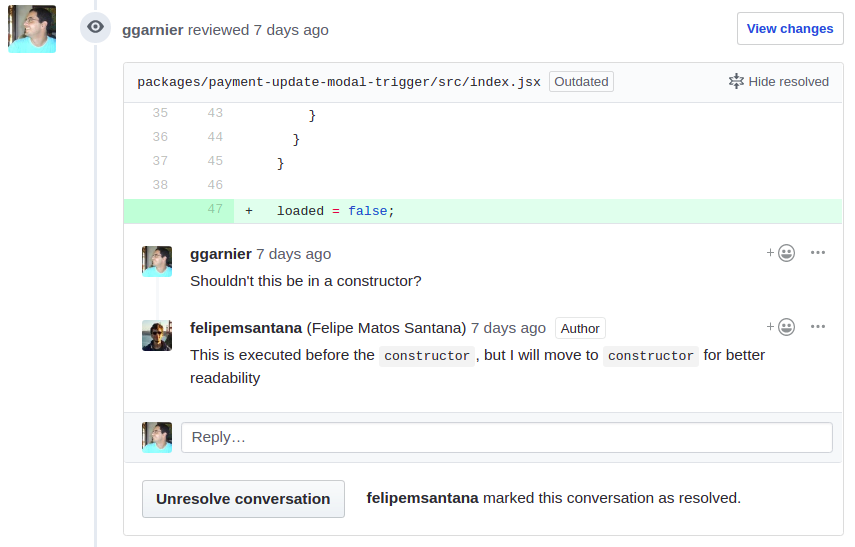 ggarnier reviewed 7 days ago View changes
packages/payment-update-modal-trigger/src/index.jsx Outdated Hide resolved
35 43 }
36 44 }
37 45 }
38 46
47 + loaded = false;
ggarnier 7 days ago + ...
Shouldn't this be in a constructor?
felipemsantana (Felipe Matos Santana) 7 days ago Author + ...
This is executed before the constructor, but I will move to constructor for better
readability
Reply…
Unresolve conversation felipemsantana marked this conversation as resolved.